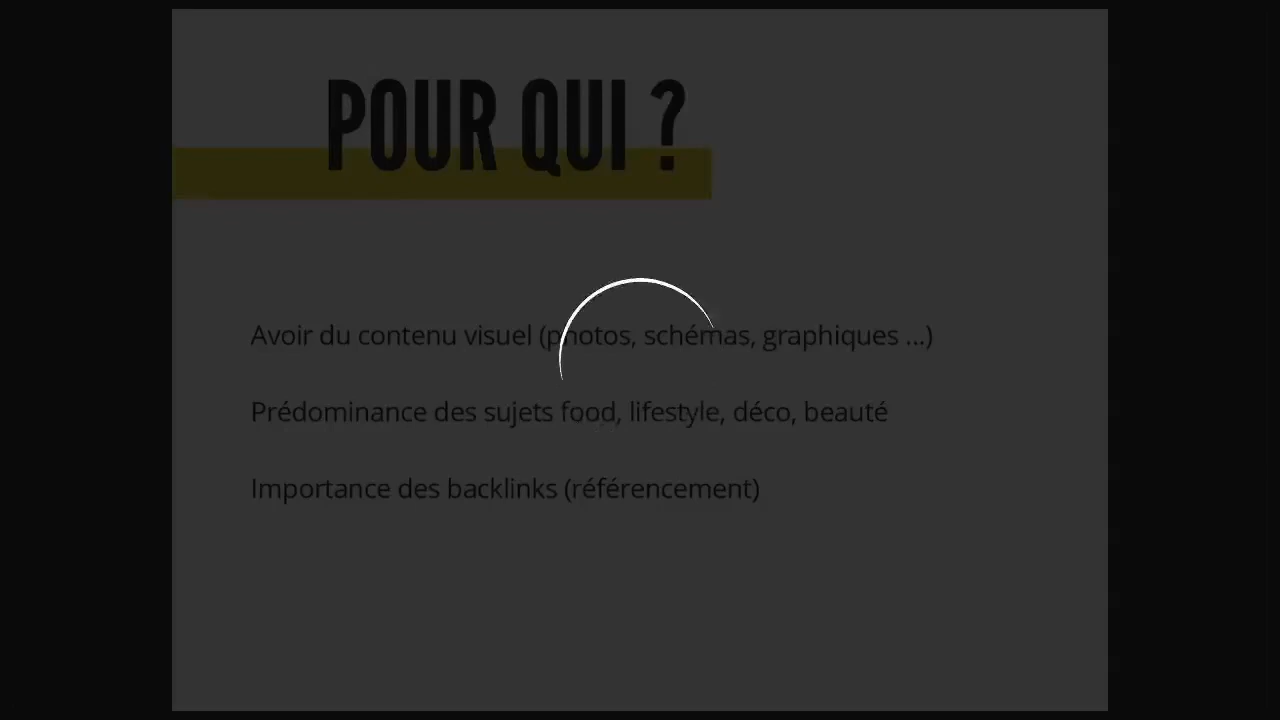 POUR QUI ?
Avoir du contenu visuel (photos, schémas, graphiques ...)
Prédominance des sujets food, lifestyle, déco, beauté
Importance des backlinks (référencement)